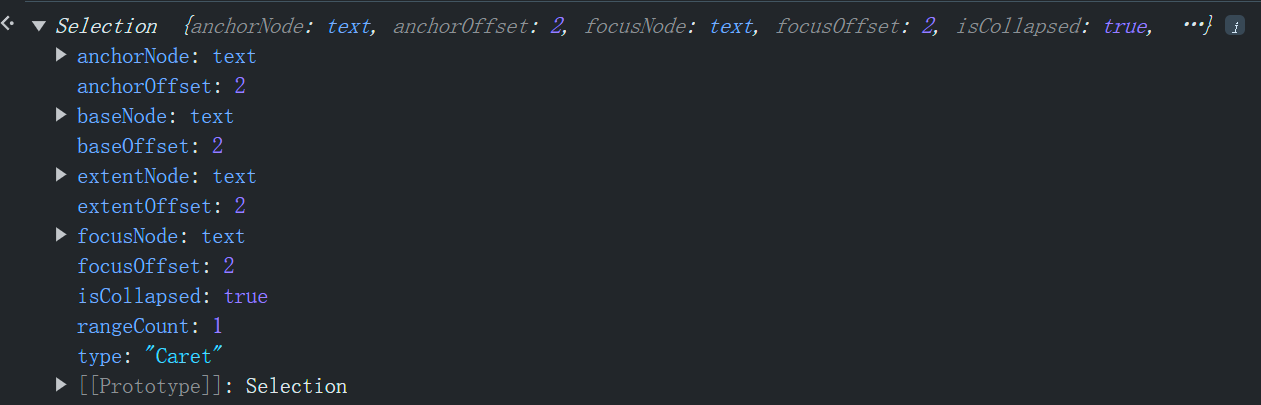 Selection {anchorNode: text, anchorOffset: 2, focusNode: text, focusOffset: 2, isCollapsed: true, …} i
anchorNode: text
anchorOffset: 2
baseNode: text
baseOffset: 2
extentNode: text
extentOffset: 2
focusNode: text
focusOffset: 2
isCollapsed: true
rangeCount: 1
type: "Caret"
[[Prototype]]: Selection